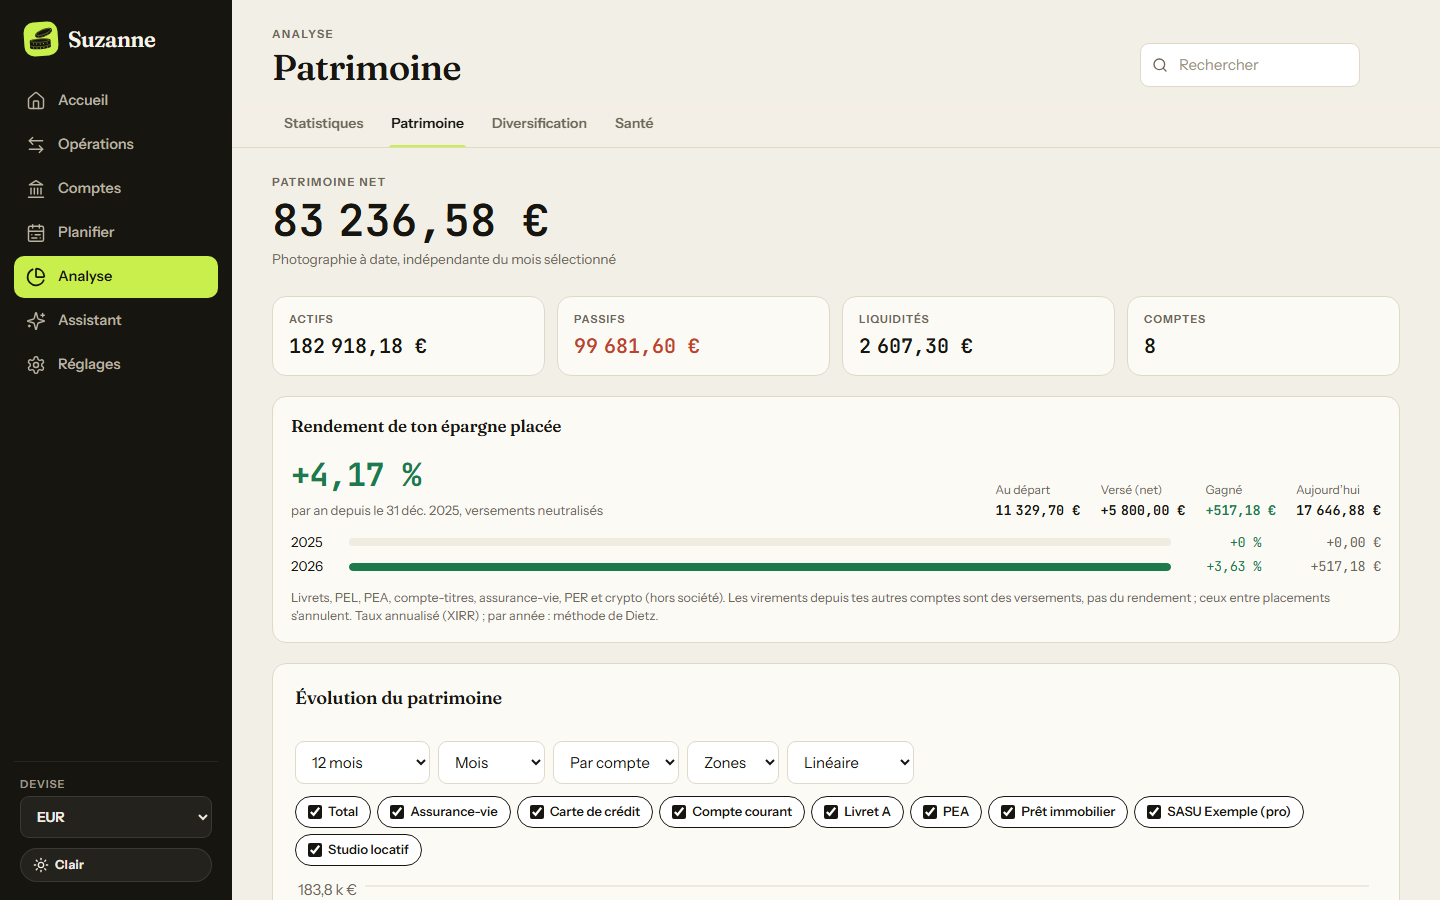 Suzanne
Accueil
Opérations
Comptes
Planifier
Analyse
Assistant
Réglages
DEVISE
EUR
Clair
ANALYSE
Patrimoine
Rechercher
Statistiques
Patrimoine
Diversification
Santé
PATRIMOINE NET
83 236,58 €
Photographie à date, indépendante du mois sélectionné
ACTIFS
182 918,18 €
PASSIFS
99 681,60 €
LIQUIDITÉS
2 607,30 €
COMPTES
8
Rendement de ton épargne placée
+4,17 %
par an depuis le 31 déc. 2025, versements neutralisés
Au départ
11 329,70 €
Versé (net)
+5 800,00 €
Gagné
+517,18 €
Aujourd'hui
17 646,88 €
2025 +0 % +0,00 €
2026 +3,63 % +517,18 €
Livrets, PEL, PEA, compte-titres, assurance-vie, PER et crypto (hors société). Les virements depuis tes autres comptes sont des versements, pas du rendement ; ceux entre placements
s'annulent. Taux annualisé (XIRR) ; par année : méthode de Dietz.
Évolution du patrimoine
12 mois
Mois
Par compte
Zones
Linéaire
Total
Assurance-vie
Carte de crédit
Compte courant
Livret A
PEA
Prêt immobilier
SASU Exemple (pro)
Studio locatif
183,8 k €